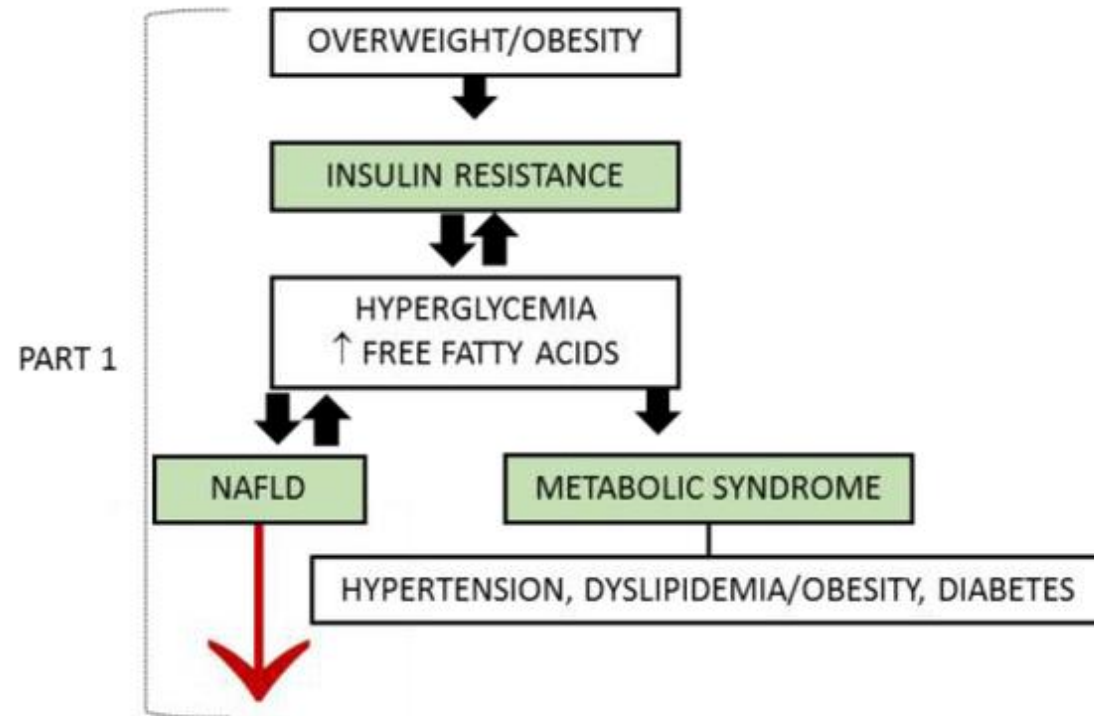 OVERWEIGHT/OBESITY
INSULIN RESISTANCE
HYPERGLYCEMIA
↑ FREE FATTY ACIDS
PART 1
NAFLD
METABOLIC SYNDROME
HYPERTENSION, DYSLIPIDEMIA/OBESITY, DIABETES